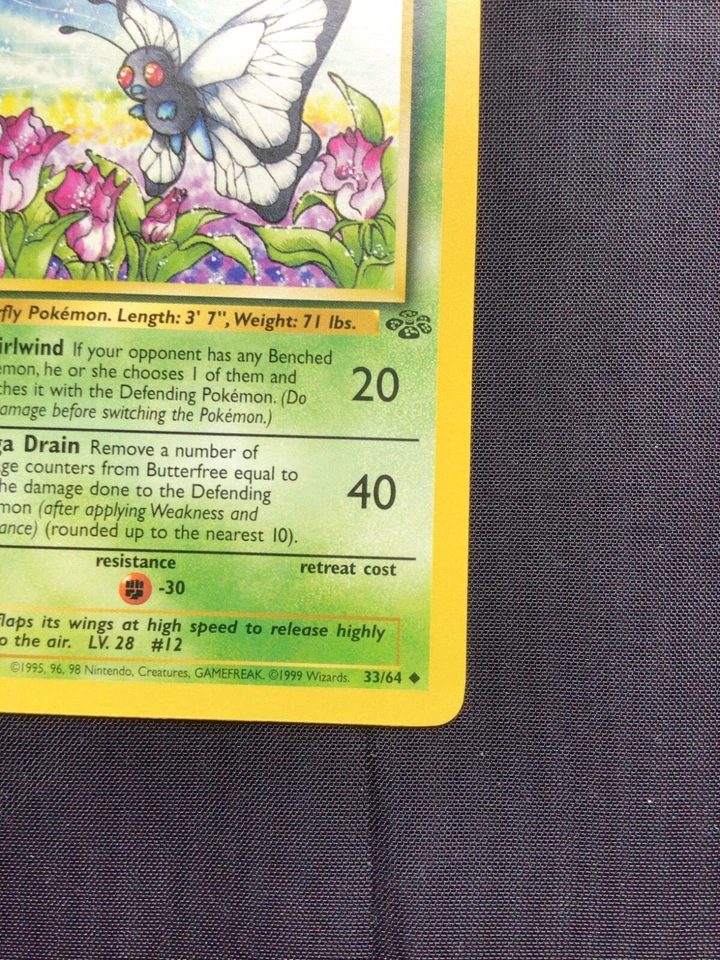 rfly Pokémon. Length: 3' 7", Weight: 71 lbs.
irlwind If your opponent has any Benched
emon, he or she chooses 1 of them and
ches it with the Defending Pokémon. (Do
amage before switching the Pokémon.)
20
ga Drain Remove a number of
ge counters from Butterfree equal to
he damage done to the Defending
mon (after applying Weakness and
ance) (rounded up to the nearest 10).
40
resistance
-30
retreat cost
flaps its wings at high speed to release highly
o the air. LV. 28 #12
©1995, 96, 98 Nintendo, Creatures, GAMEFREAK. ©1999 Wizards. 33/64